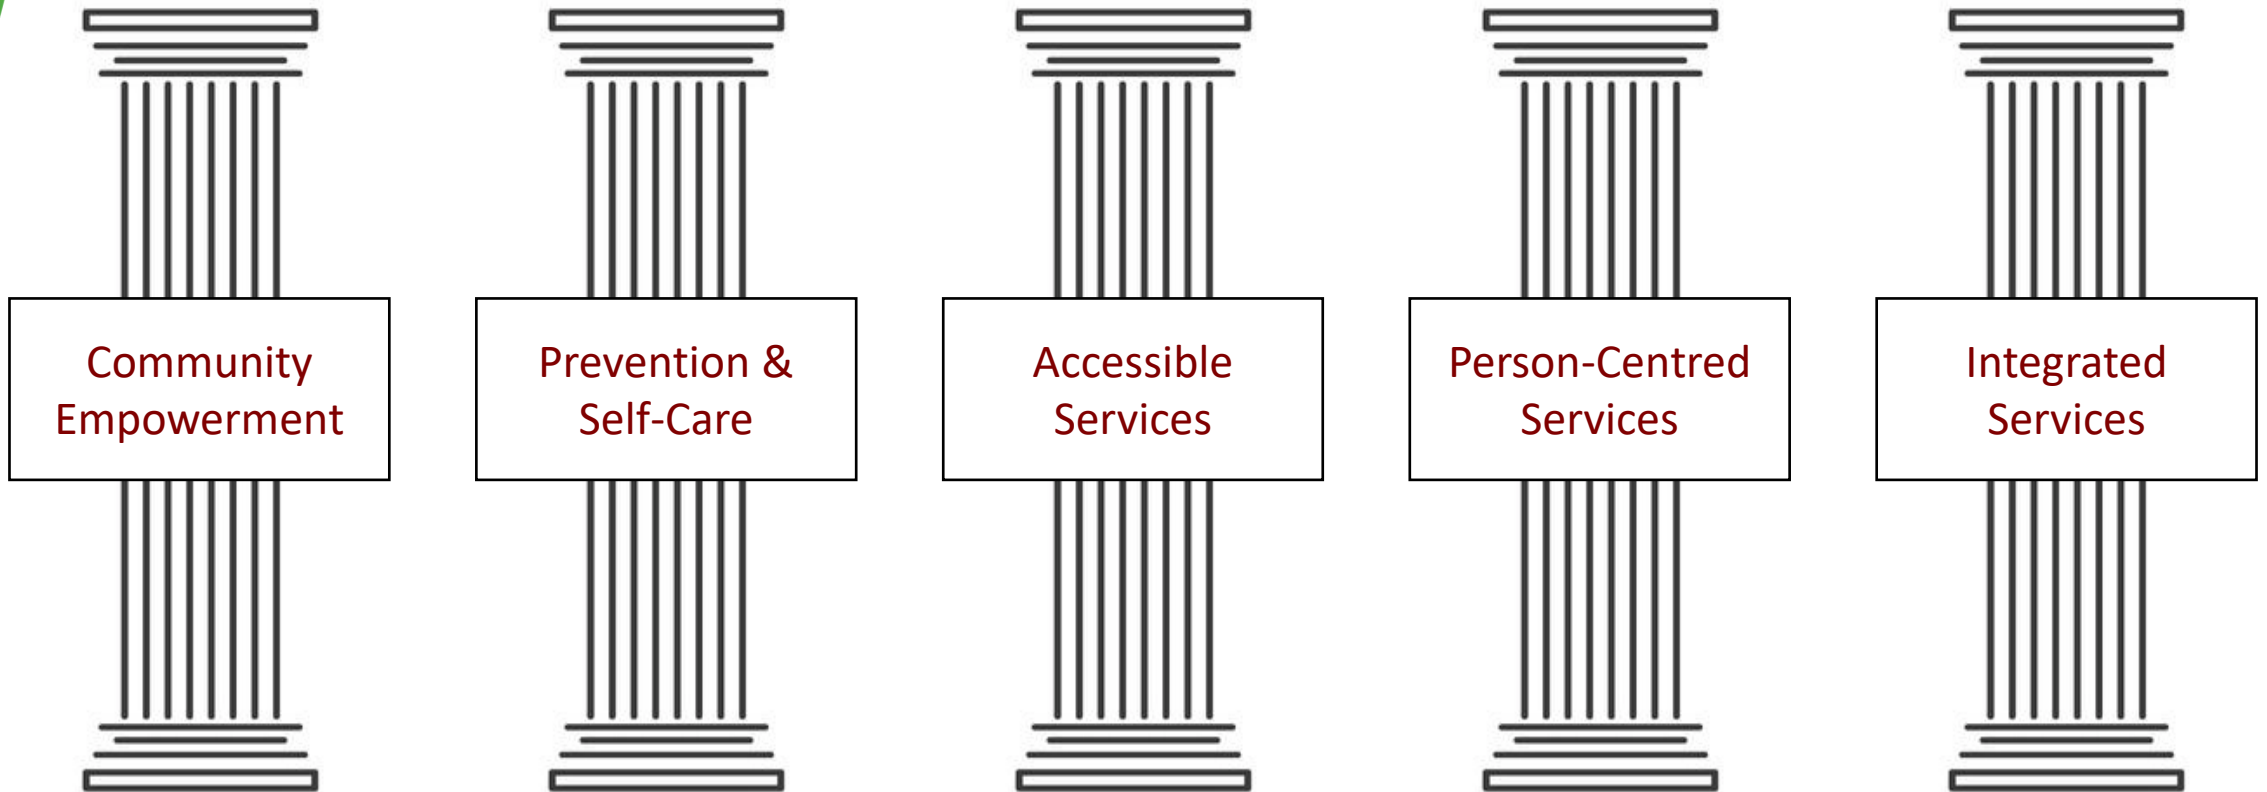 Community
Empowerment
Prevention &
Self-Care
Accessible
Services
Person-Centred
Services
Integrated
Services